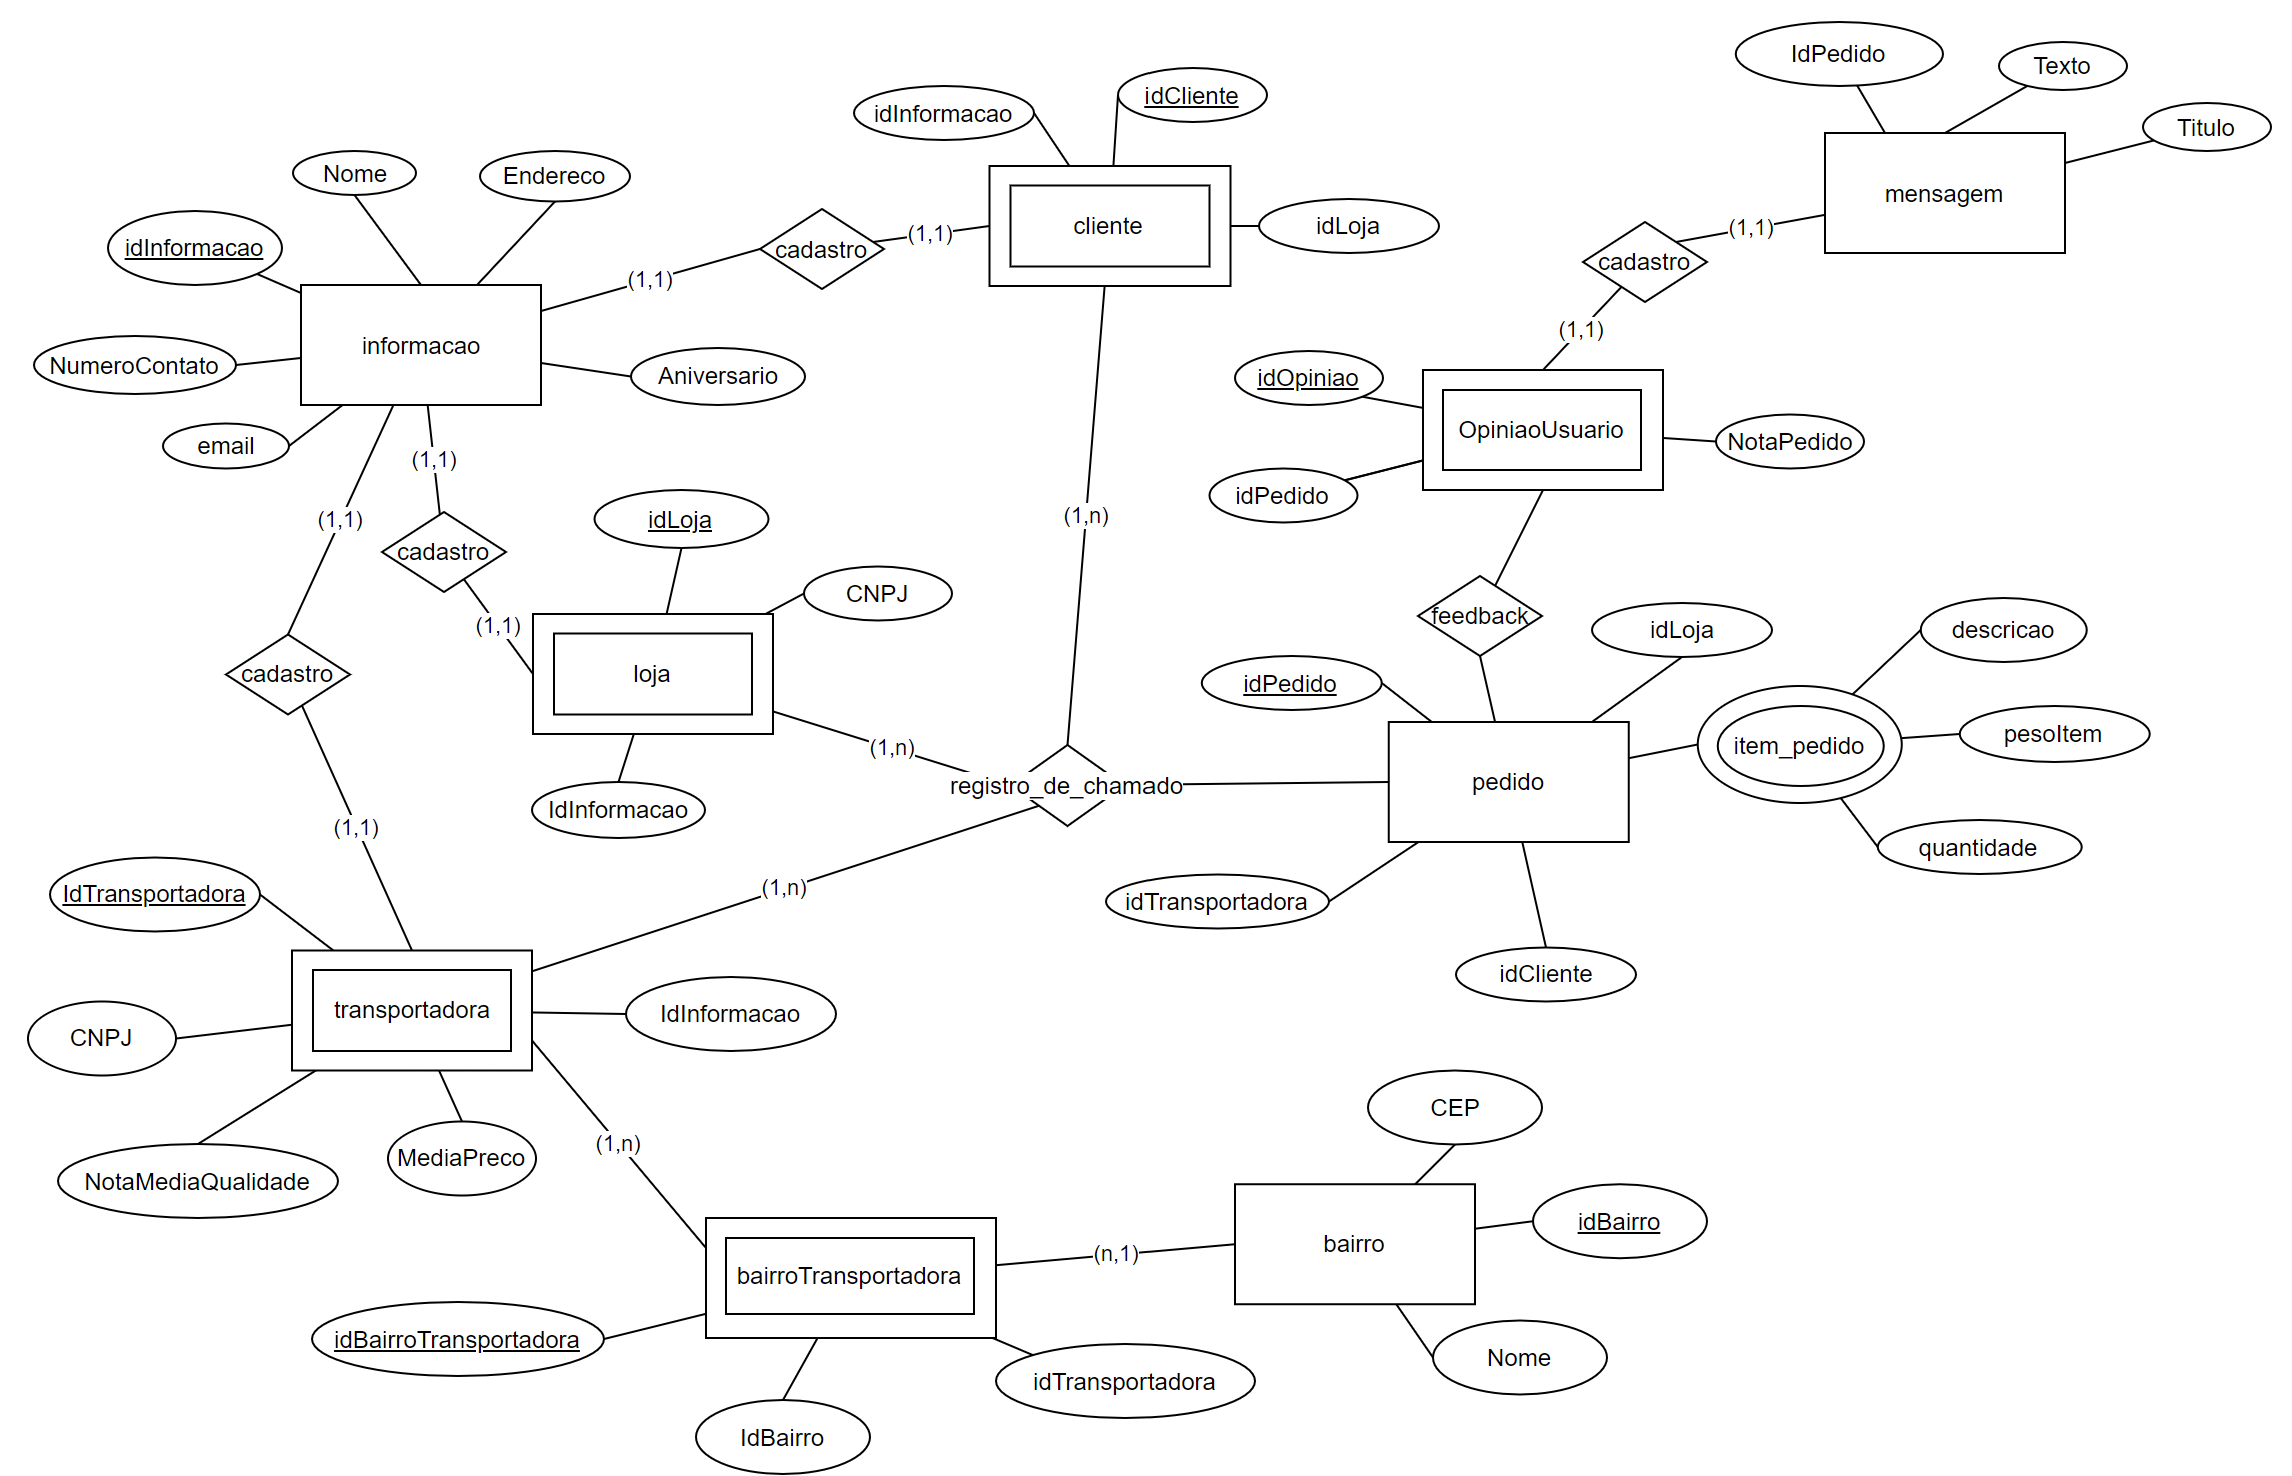 IdPedido
Texto
idCliente
idInformacao
Titulo
Nome
Endereco
mensagem
idInformacao
cadastro
(1,1)
cliente
idLoja
(1,1)
cadastro
(1,1)
(1,1)
informacao
NumeroContato
Aniversario
idOpiniao
OpiniaoUsuario
NotaPedido
email
(1,1)
idPedido
(1,1)
idLoja
(1,n)
cadastro
CNPJ
feedback
(1,1)
idLoja
descricao
cadastro
loja
idPedido
(1,n)
item_pedido
pesoItem
registro_de_chamado
pedido
IdInformacao
(1,1)
quantidade
IdTransportadora
(1,n)
idTransportadora
idCliente
transportadora
IdInformacao
CNPJ
CEP
(1,n)
MediaPreco
NotaMediaQualidade
idBairro
bairroTransportadora
(n,1)
bairro
idBairroTransportadora
Nome
idTransportadora
IdBairro